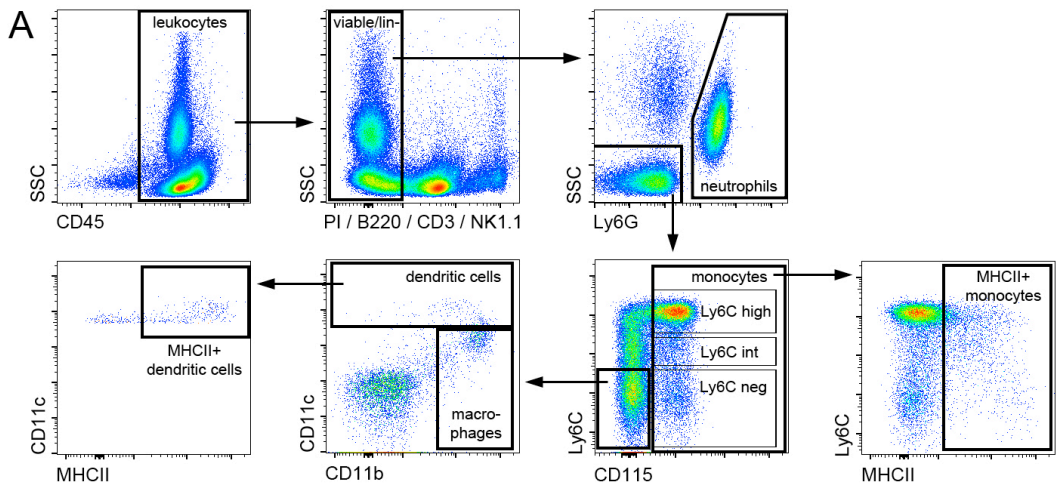 A
leukocytes
SSC
CD45
viable/lin-
SSC
PI / B220 / CD3 / NK1.1
neutrophils
SSC
Ly6G
MHCII+
dendritic cells
CD11c
MHCII
dendritic cells
macro-
phages
CD11c
CD11b
monocytes
Ly6C high
Ly6C int
Ly6C neg
Ly6C
CD115
MHCII+
monocytes
Ly6C
MHCII